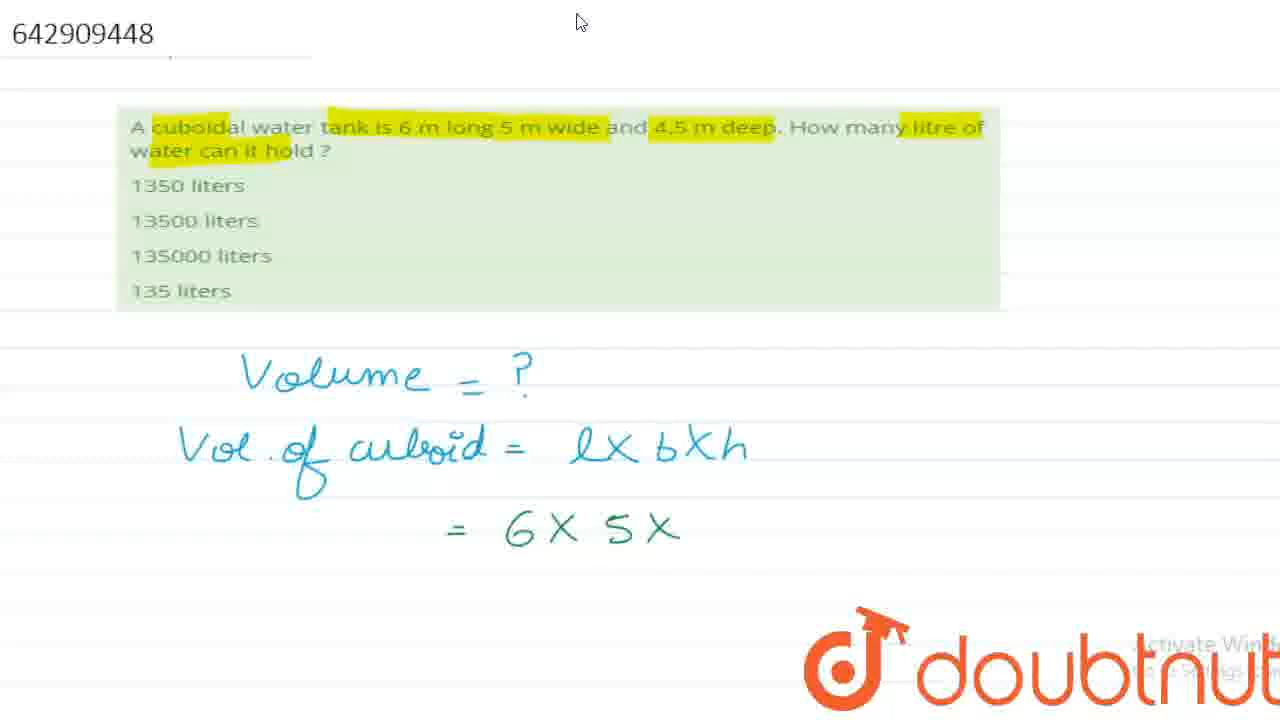 642909448
A cuboidal water tank is 6 m long 5 m wide and 4.5 m deep. How many litre of
water can it hold ?
1350 liters
13500 liters
135000 liters
135 liters
Volume = ?
Vol. of cuboid = l X b X h
= 6 X 5 X
doubtnut